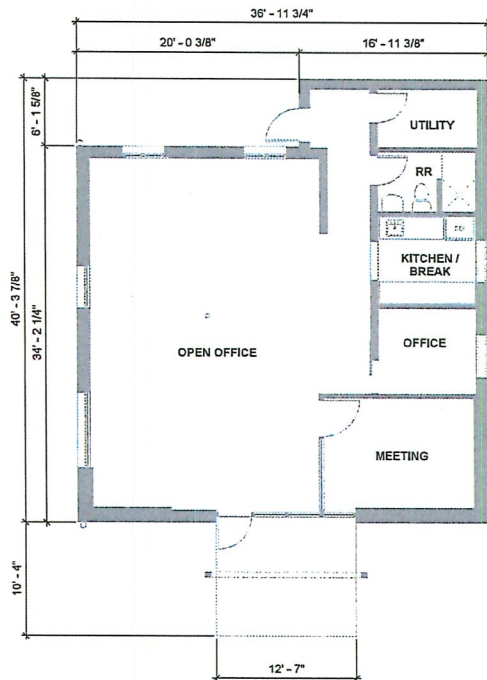 36' - 11 3/4"
20' - 0 3/8"
16' - 11 3/8"
6' - 1 5/8"
40' - 3 7/8"
34' - 2 1/4"
UTILITY
RR
KITCHEN /
BREAK
OPEN OFFICE
OFFICE
MEETING
10' - 4"
12' - 7"